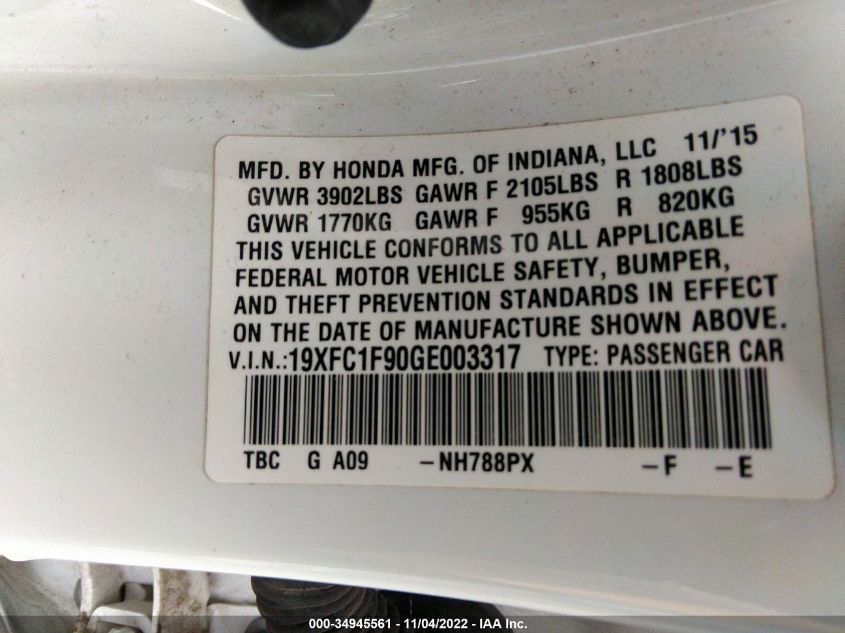 MFD. BY HONDA MFG. OF INDIANA, LLC 11/'15
GVWR 3902LBS GAWR F 2105LBS R 1808LBS
GVWR 1770KG GAWR F 955KG R 820KG
THIS VEHICLE CONFORMS TO ALL APPLICABLE
FEDERAL MOTOR VEHICLE SAFETY, BUMPER,
AND THEFT PREVENTION STANDARDS IN EFFECT
ON THE DATE OF MANUFACTURE SHOWN ABOVE.
V.I.N.:19XFC1F90GE003317 TYPE: PASSENGER CAR
TBC G A09 -NH788PX -F -E
000-34945561 - 11/04/2022 - IAA Inc.